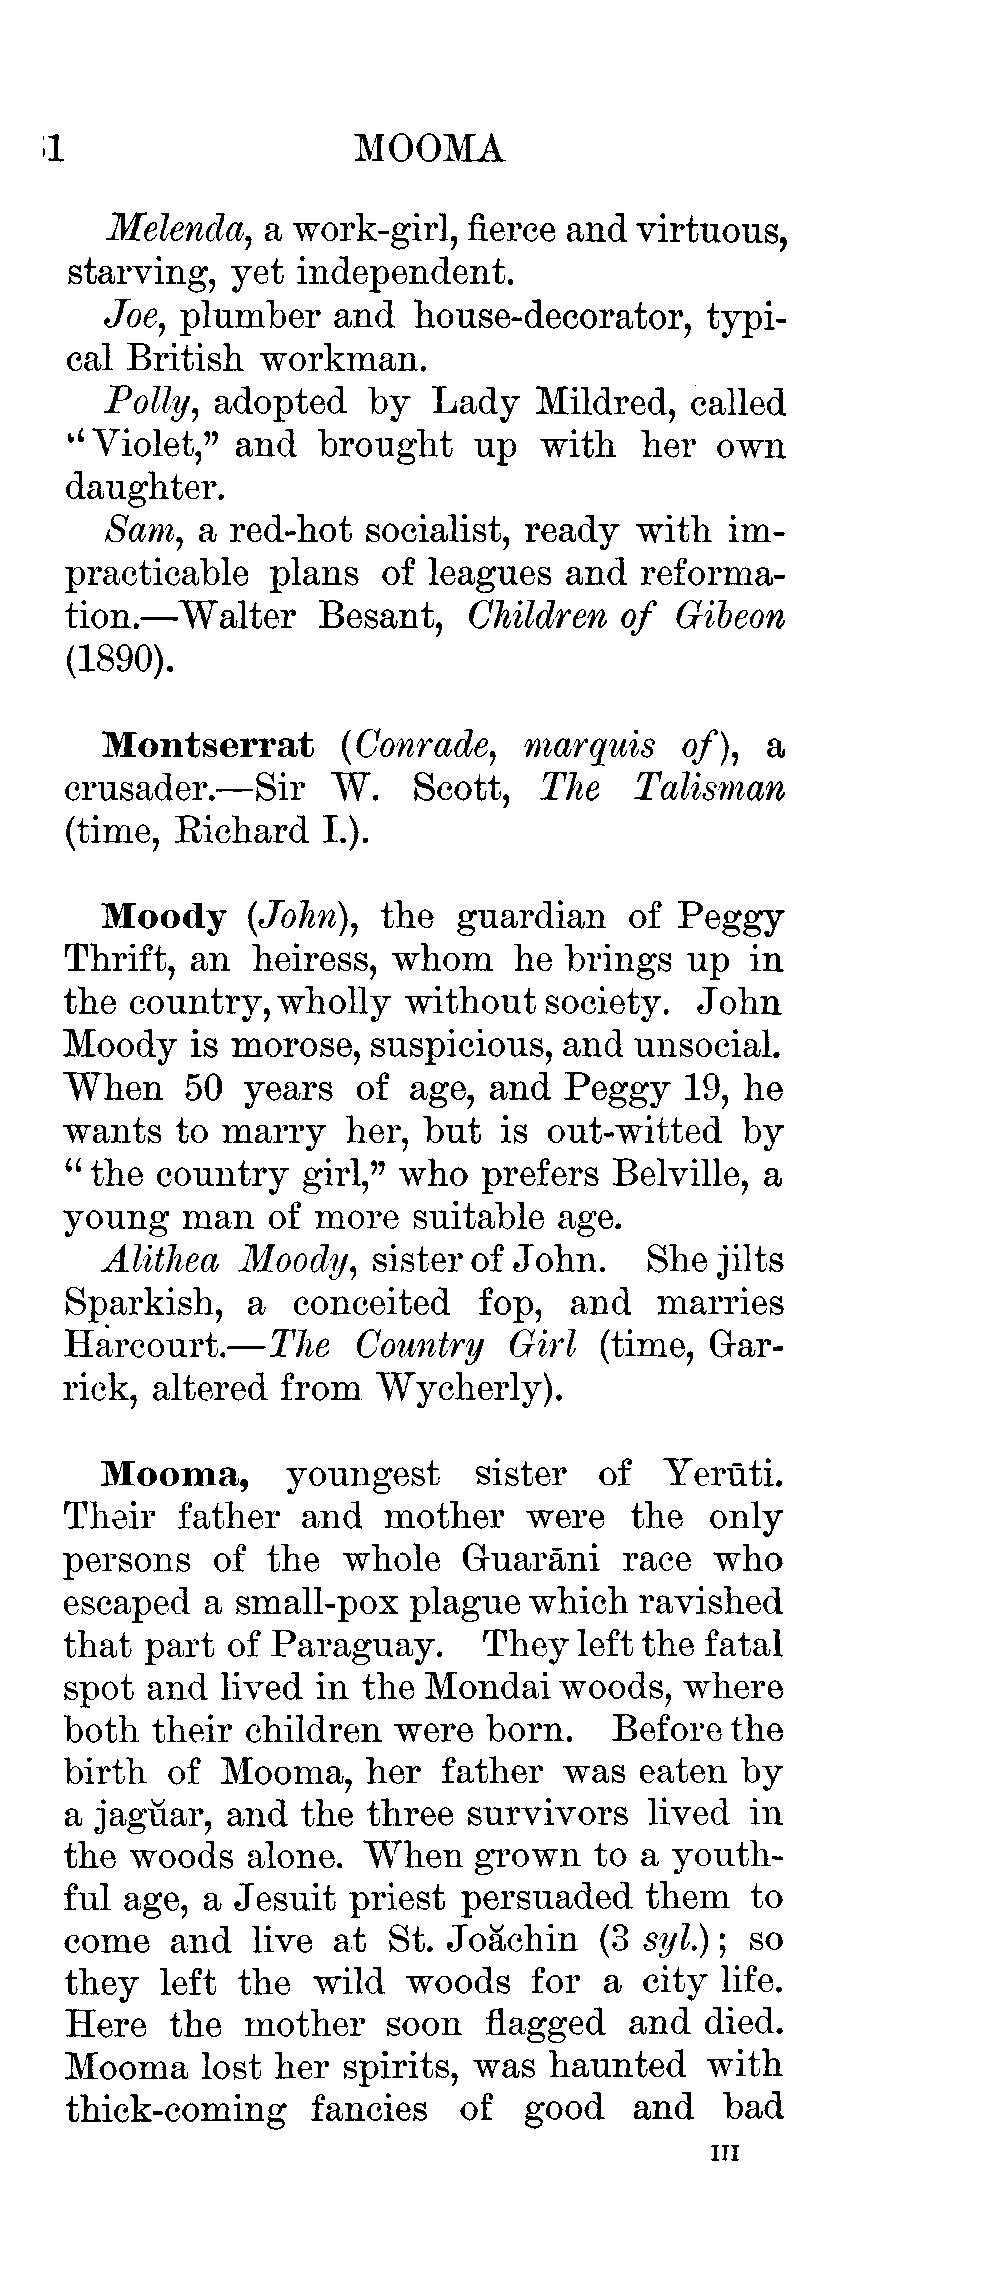 1 MOOMA
Melenda, a work-girl, fierce and virtuous,
starving, yet independent.
Joe, plumber and house-decorator, typi-
cal British workman.
Polly, adopted by Lady Mildred, called
"Violet," and brought up with her own
daughter.
Sam, a red-hot socialist, ready with im-
practicable plans of leagues and reforma-
tion.—Walter Besant, Children of Gibeon
(1890).
Montserrat (Conrade, marquis of), a
crusader.—Sir W. Scott, The Talisman
(time, Richard I.).
Moody (John), the guardian of Peggy
Thrift, an heiress, whom he brings up in
the country, wholly without society. John
Moody is morose, suspicious, and unsocial.
When 50 years of age, and Peggy 19, he
wants to marry her, but is out-witted by
"the country girl," who prefers Belville, a
young man of more suitable age.
Alithea Moody, sister of John. She jilts
Sparkish, a conceited fop, and marries
Harcourt.—The Country Girl (time, Gar-
rick, altered from Wycherly).
Mooma, youngest sister of Yerūti.
Their father and mother were the only
persons of the whole Guarāni race who
escaped a small-pox plague which ravished
that part of Paraguay. They left the fatal
spot and lived in the Mondai woods, where
both their children were born. Before the
birth of Mooma, her father was eaten by
a jagŭar, and the three survivors lived in
the woods alone. When grown to a youth-
ful age, a Jesuit priest persuaded them to
come and live at St. Joăchin (3 syl.); so
they left the wild woods for a city life.
Here the mother soon flagged and died.
Mooma lost her spirits, was haunted with
thick-coming fancies of good and bad
III